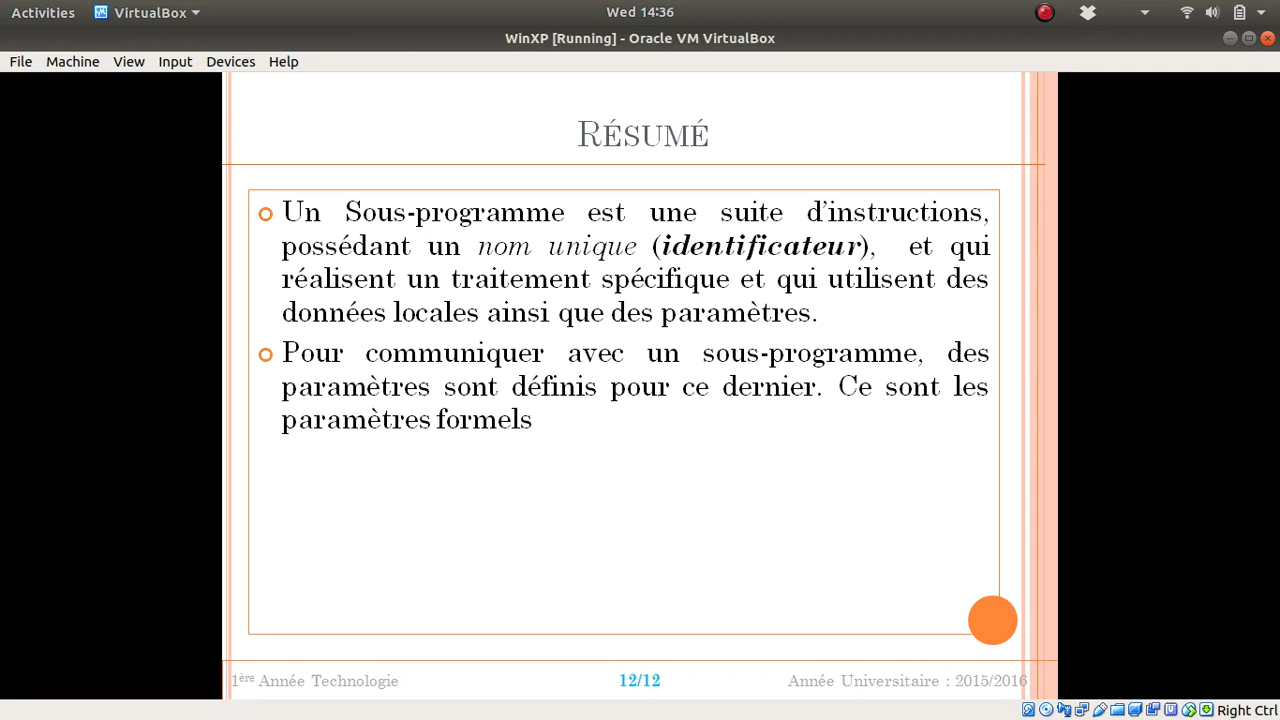 Activities VirtualBox Wed 14:36
WinXP [Running] - Oracle VM VirtualBox
File Machine View Input Devices Help
RÉSUMÉ
Un Sous-programme est une suite d'instructions,
possédant un nom unique (identificateur), et qui
réalisent un traitement spécifique et qui utilisent des
données locales ainsi que des paramètres.
Pour communiquer avec un sous-programme, des
paramètres sont définis pour ce dernier. Ce sont les
paramètres formels
1ère Année Technologie 12/12 Année Universitaire : 2015/2016
Right Ctrl